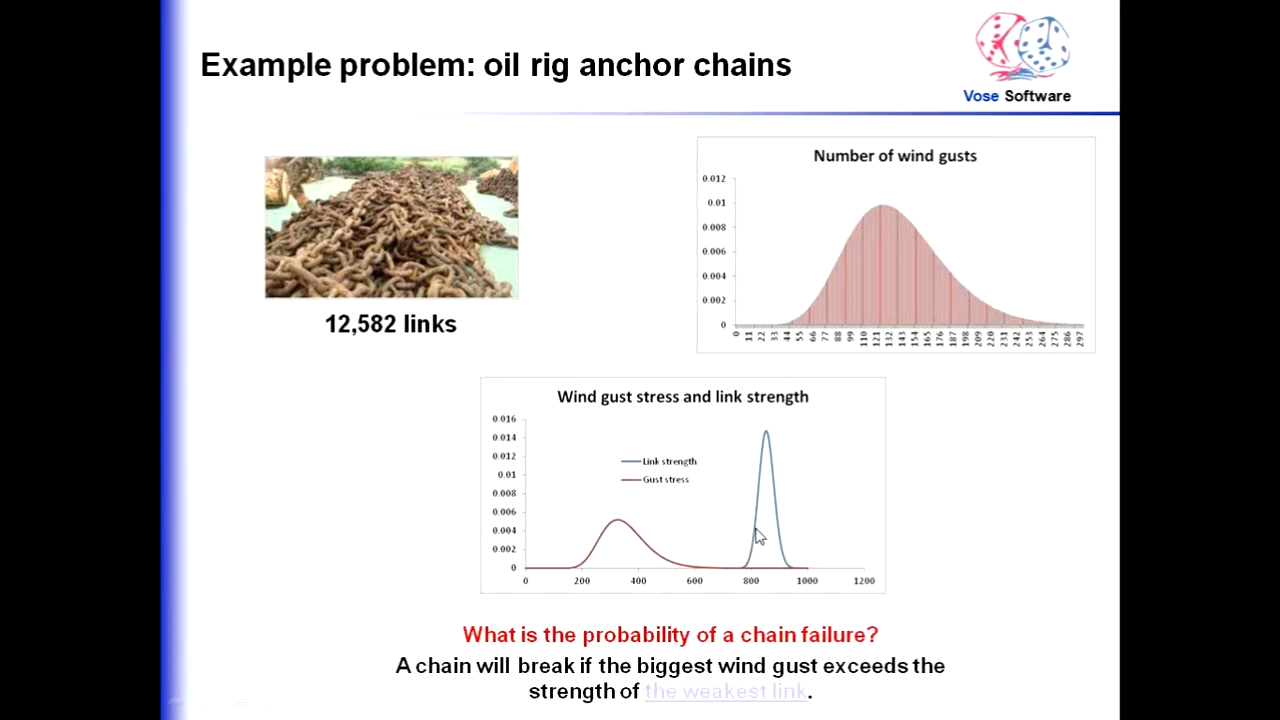 Example problem: oil rig anchor chains
Vose Software
Number of wind gusts
0.012
0.01
0.008
0.006
0.004
0.002
0
0 11 22 33 44 55 66 77 88 99 110 121 132 143 154 165 176 187 198 209 220 231 242 253 264 275 286 297
12,582 links
Wind gust stress and link strength
0.016
0.014
0.012
0.01
0.008
0.006
0.004
0.002
0
Link strength
Gust stress
0 200 400 600 800 1000 1200
What is the probability of a chain failure?
A chain will break if the biggest wind gust exceeds the
strength of the weakest link.